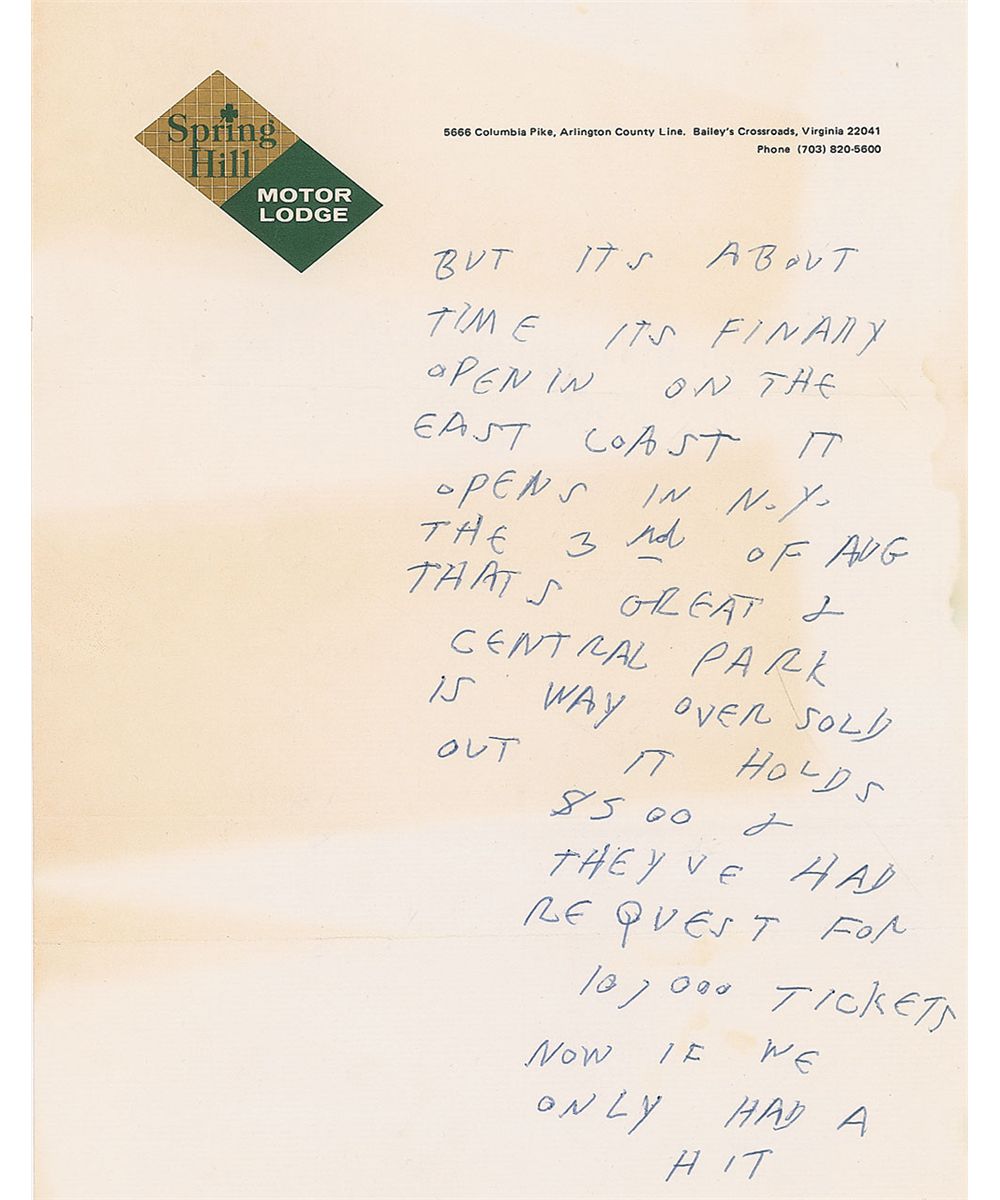 Spring
Hill
MOTOR
LODGE
5666 Columbia Pike, Arlington County Line. Bailey's Crossroads, Virginia 22041
Phone (703) 820-5600
BUT ITS ABOUT
TIME ITS FINALLY
OPENIN ON THE
EAST COAST IT
OPENS IN N.Y.
THE 3nd OF AUG
THATS GREAT &
CENTRAL PARK
IS WAY OVER SOLD
OUT IT HOLDS
8500 &
THEYVE HAD
REQUEST FOR
10,000 TICKETS
NOW IF WE
ONLY HAD A
HIT